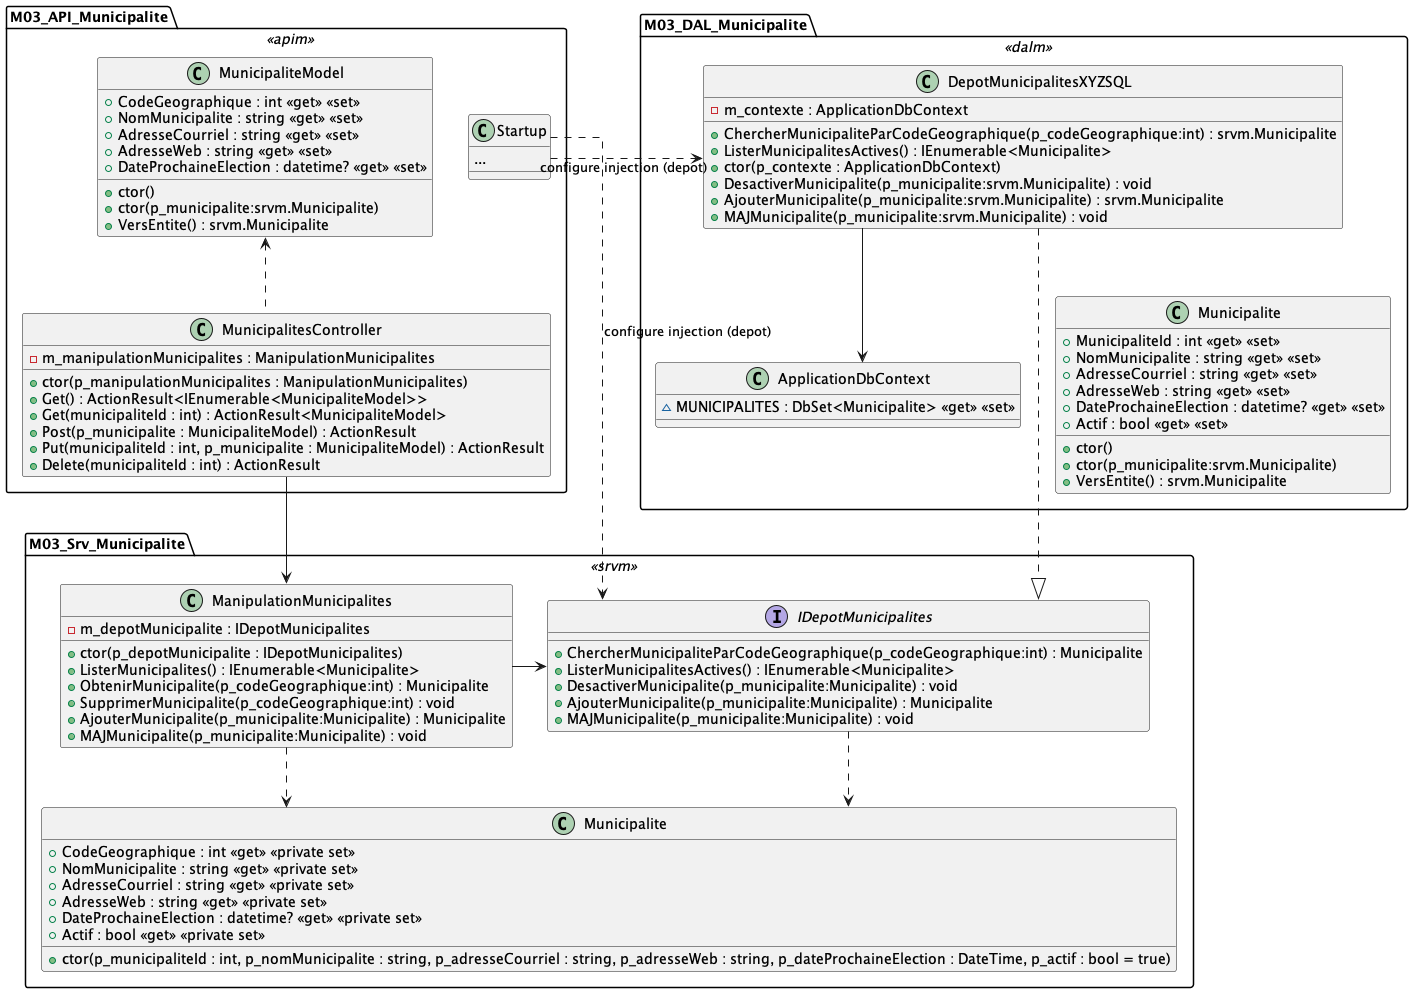 M03_API_Municipalite
«apim»
C MunicipaliteModel
CodeGeographique : int «get» «set»
NomMunicipalite : string «get» «set»
AdresseCourriel : string «get» «set»
AdresseWeb : string «get» «set»
DateProchaineElection : datetime? «get» «set»
ctor()
ctor(p_municipalite:srvm.Municipalite)
VersEntite() : srvm.Municipalite
C Startup
...
configure injection (depot)
configure injection (depot)
C MunicipalitesController
m_manipulationMunicipalites : ManipulationMunicipalites
ctor(p_manipulationMunicipalites : ManipulationMunicipalites)
Get() : ActionResult<IEnumerable<MunicipaliteModel>>
Get(municipaliteId : int) : ActionResult<MunicipaliteModel>
Post(p_municipalite : MunicipaliteModel) : ActionResult
Put(municipaliteId : int, p_municipalite : MunicipaliteModel) : ActionResult
Delete(municipaliteId : int) : ActionResult
M03_DAL_Municipalite
«dalm»
C DepotMunicipalitesXYZSQL
m_contexte : ApplicationDbContext
ChercherMunicipaliteParCodeGeographique(p_codeGeographique:int) : srvm.Municipalite
ListerMunicipalitesActives() : IEnumerable<Municipalite>
ctor(p_contexte : ApplicationDbContext)
DesactiverMunicipalite(p_municipalite:srvm.Municipalite) : void
AjouterMunicipalite(p_municipalite:srvm.Municipalite) : srvm.Municipalite
MAJMunicipalite(p_municipalite:srvm.Municipalite) : void
C ApplicationDbContext
MUNICIPALITES : DbSet<Municipalite> «get» «set»
C Municipalite
MunicipaliteId : int «get» «set»
NomMunicipalite : string «get» «set»
AdresseCourriel : string «get» «set»
AdresseWeb : string «get» «set»
DateProchaineElection : datetime? «get» «set»
Actif : bool «get» «set»
ctor()
ctor(p_municipalite:srvm.Municipalite)
VersEntite() : srvm.Municipalite
M03_Srv_Municipalite
«srvm»
C ManipulationMunicipalites
m_depotMunicipalite : IDepotMunicipalites
ctor(p_depotMunicipalite : IDepotMunicipalites)
ListerMunicipalites() : IEnumerable<Municipalite>
ObtenirMunicipalite(p_codeGeographique:int) : Municipalite
SupprimerMunicipalite(p_codeGeographique:int) : void
AjouterMunicipalite(p_municipalite:Municipalite) : Municipalite
MAJMunicipalite(p_municipalite:Municipalite) : void
I IDepotMunicipalites
ChercherMunicipaliteParCodeGeographique(p_codeGeographique:int) : Municipalite
ListerMunicipalitesActives() : IEnumerable<Municipalite>
DesactiverMunicipalite(p_municipalite:Municipalite) : void
AjouterMunicipalite(p_municipalite:Municipalite) : Municipalite
MAJMunicipalite(p_municipalite:Municipalite) : void
C Municipalite
CodeGeographique : int «get» «private set»
NomMunicipalite : string «get» «private set»
AdresseCourriel : string «get» «private set»
AdresseWeb : string «get» «private set»
DateProchaineElection : datetime? «get» «private set»
Actif : bool «get» «private set»
ctor(p_municipaliteId : int, p_nomMunicipalite : string, p_adresseCourriel : string, p_adresseWeb : string, p_dateProchaineElection : DateTime, p_actif : bool = true)